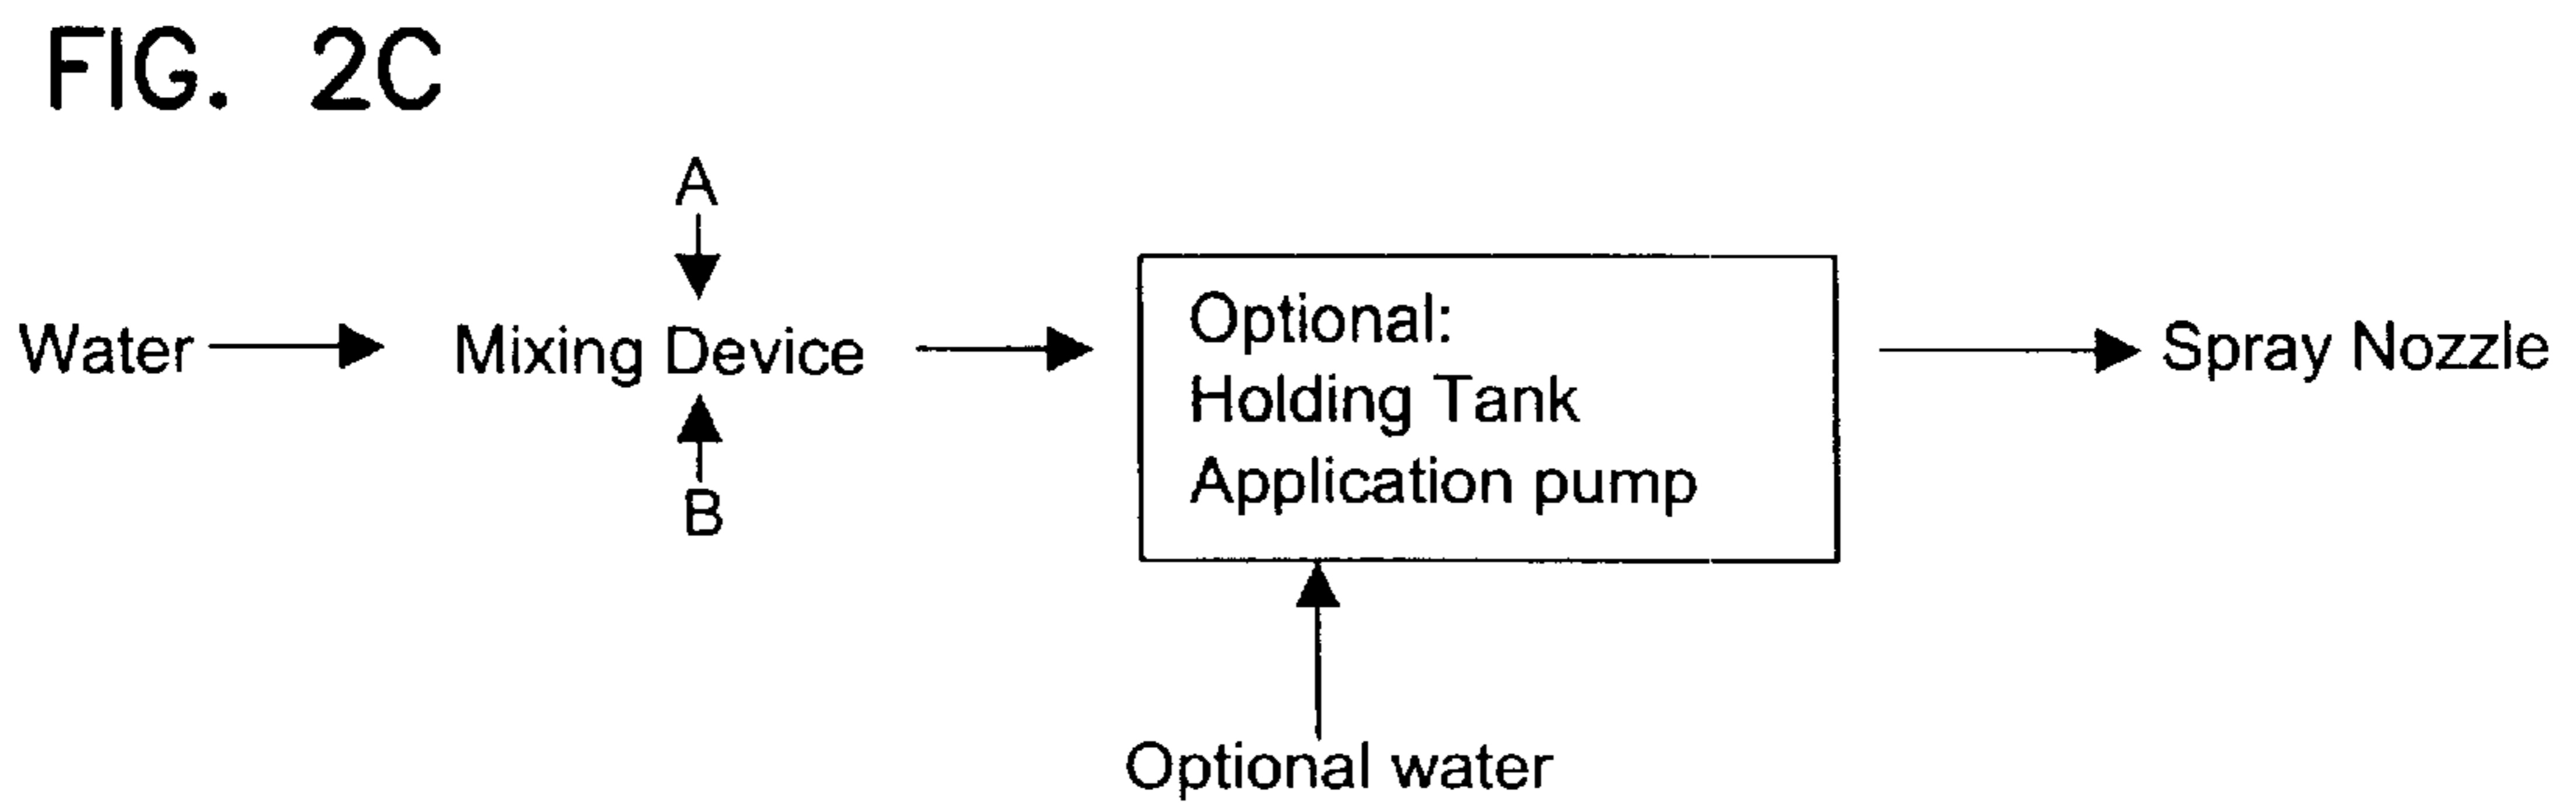 FIG. 2C
A
Water
Mixing Device
B
Optional:
Holding Tank
Application pump
Spray Nozzle
Optional water